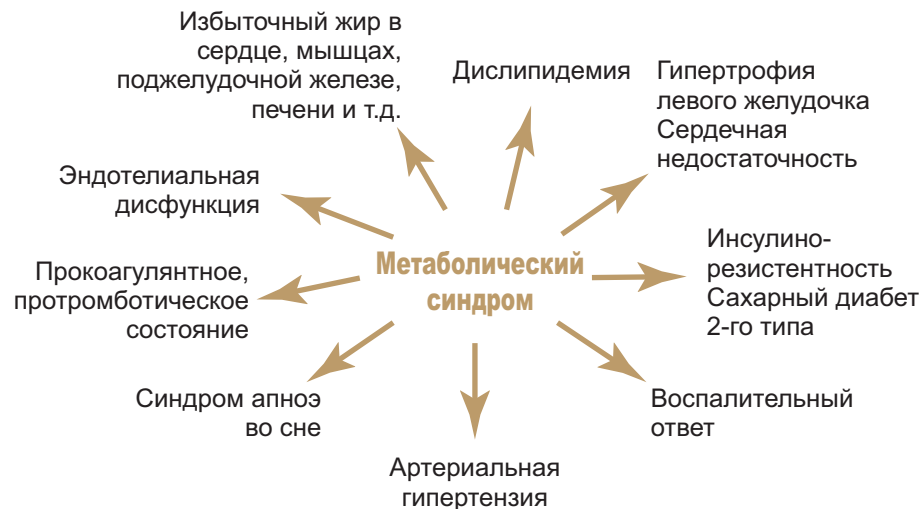 Избыточный жир в
сердце, мышцах,
поджелудочной железе,
печени и т.д.
Дислипидемия
Гипертрофия
левого желудочка
Сердечная
недостаточность
Эндотелиальная
дисфункция
Метаболический
синдром
Инсулино-
резистентность
Сахарный диабет
2-го типа
Прокоагулянтное,
протромботическое
состояние
Синдром апноэ
во сне
Воспалительный
ответ
Артериальная
гипертензия